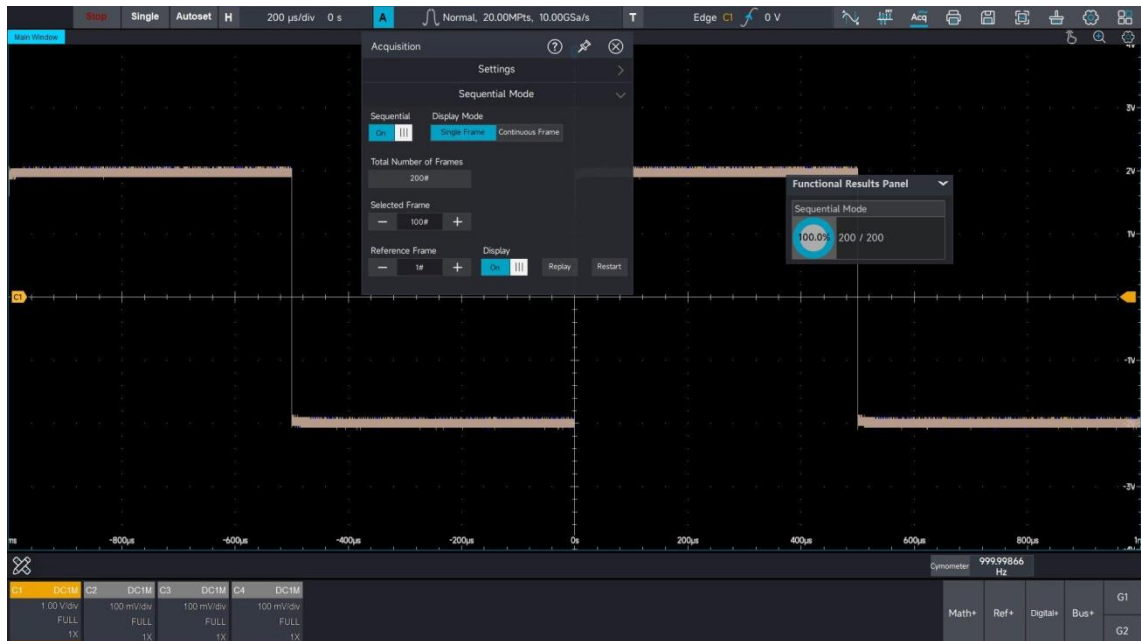 Stop Single Autoset H 200 μs/div 0 s A Normal, 20.00MPts, 10.00GSa/s T Edge C1 0 V Acq
Main Window
Acquisition
Settings
Sequential Mode
Sequential Display Mode
On Single Frame Continuous Frame
Total Number of Frames
200#
Selected Frame
− 100# +
Reference Frame Display
− 1# + On Replay Restart
Functional Results Panel
Sequential Mode
100.0% 200 / 200
3V
2V
1V
C1
-1V
-3V
ms -800μs -600μs -400μs -200μs 0s 200μs 400μs 600μs 800μs
Cymometer 999.99866
Hz
C1 DC1M C2 DC1M C3 DC1M C4 DC1M
1.00 V/div 100 mV/div 100 mV/div 100 mV/div
FULL FULL FULL FULL
1X 1X 1X 1X
Math+ Ref+ Digital+ Bus+
G1
G2